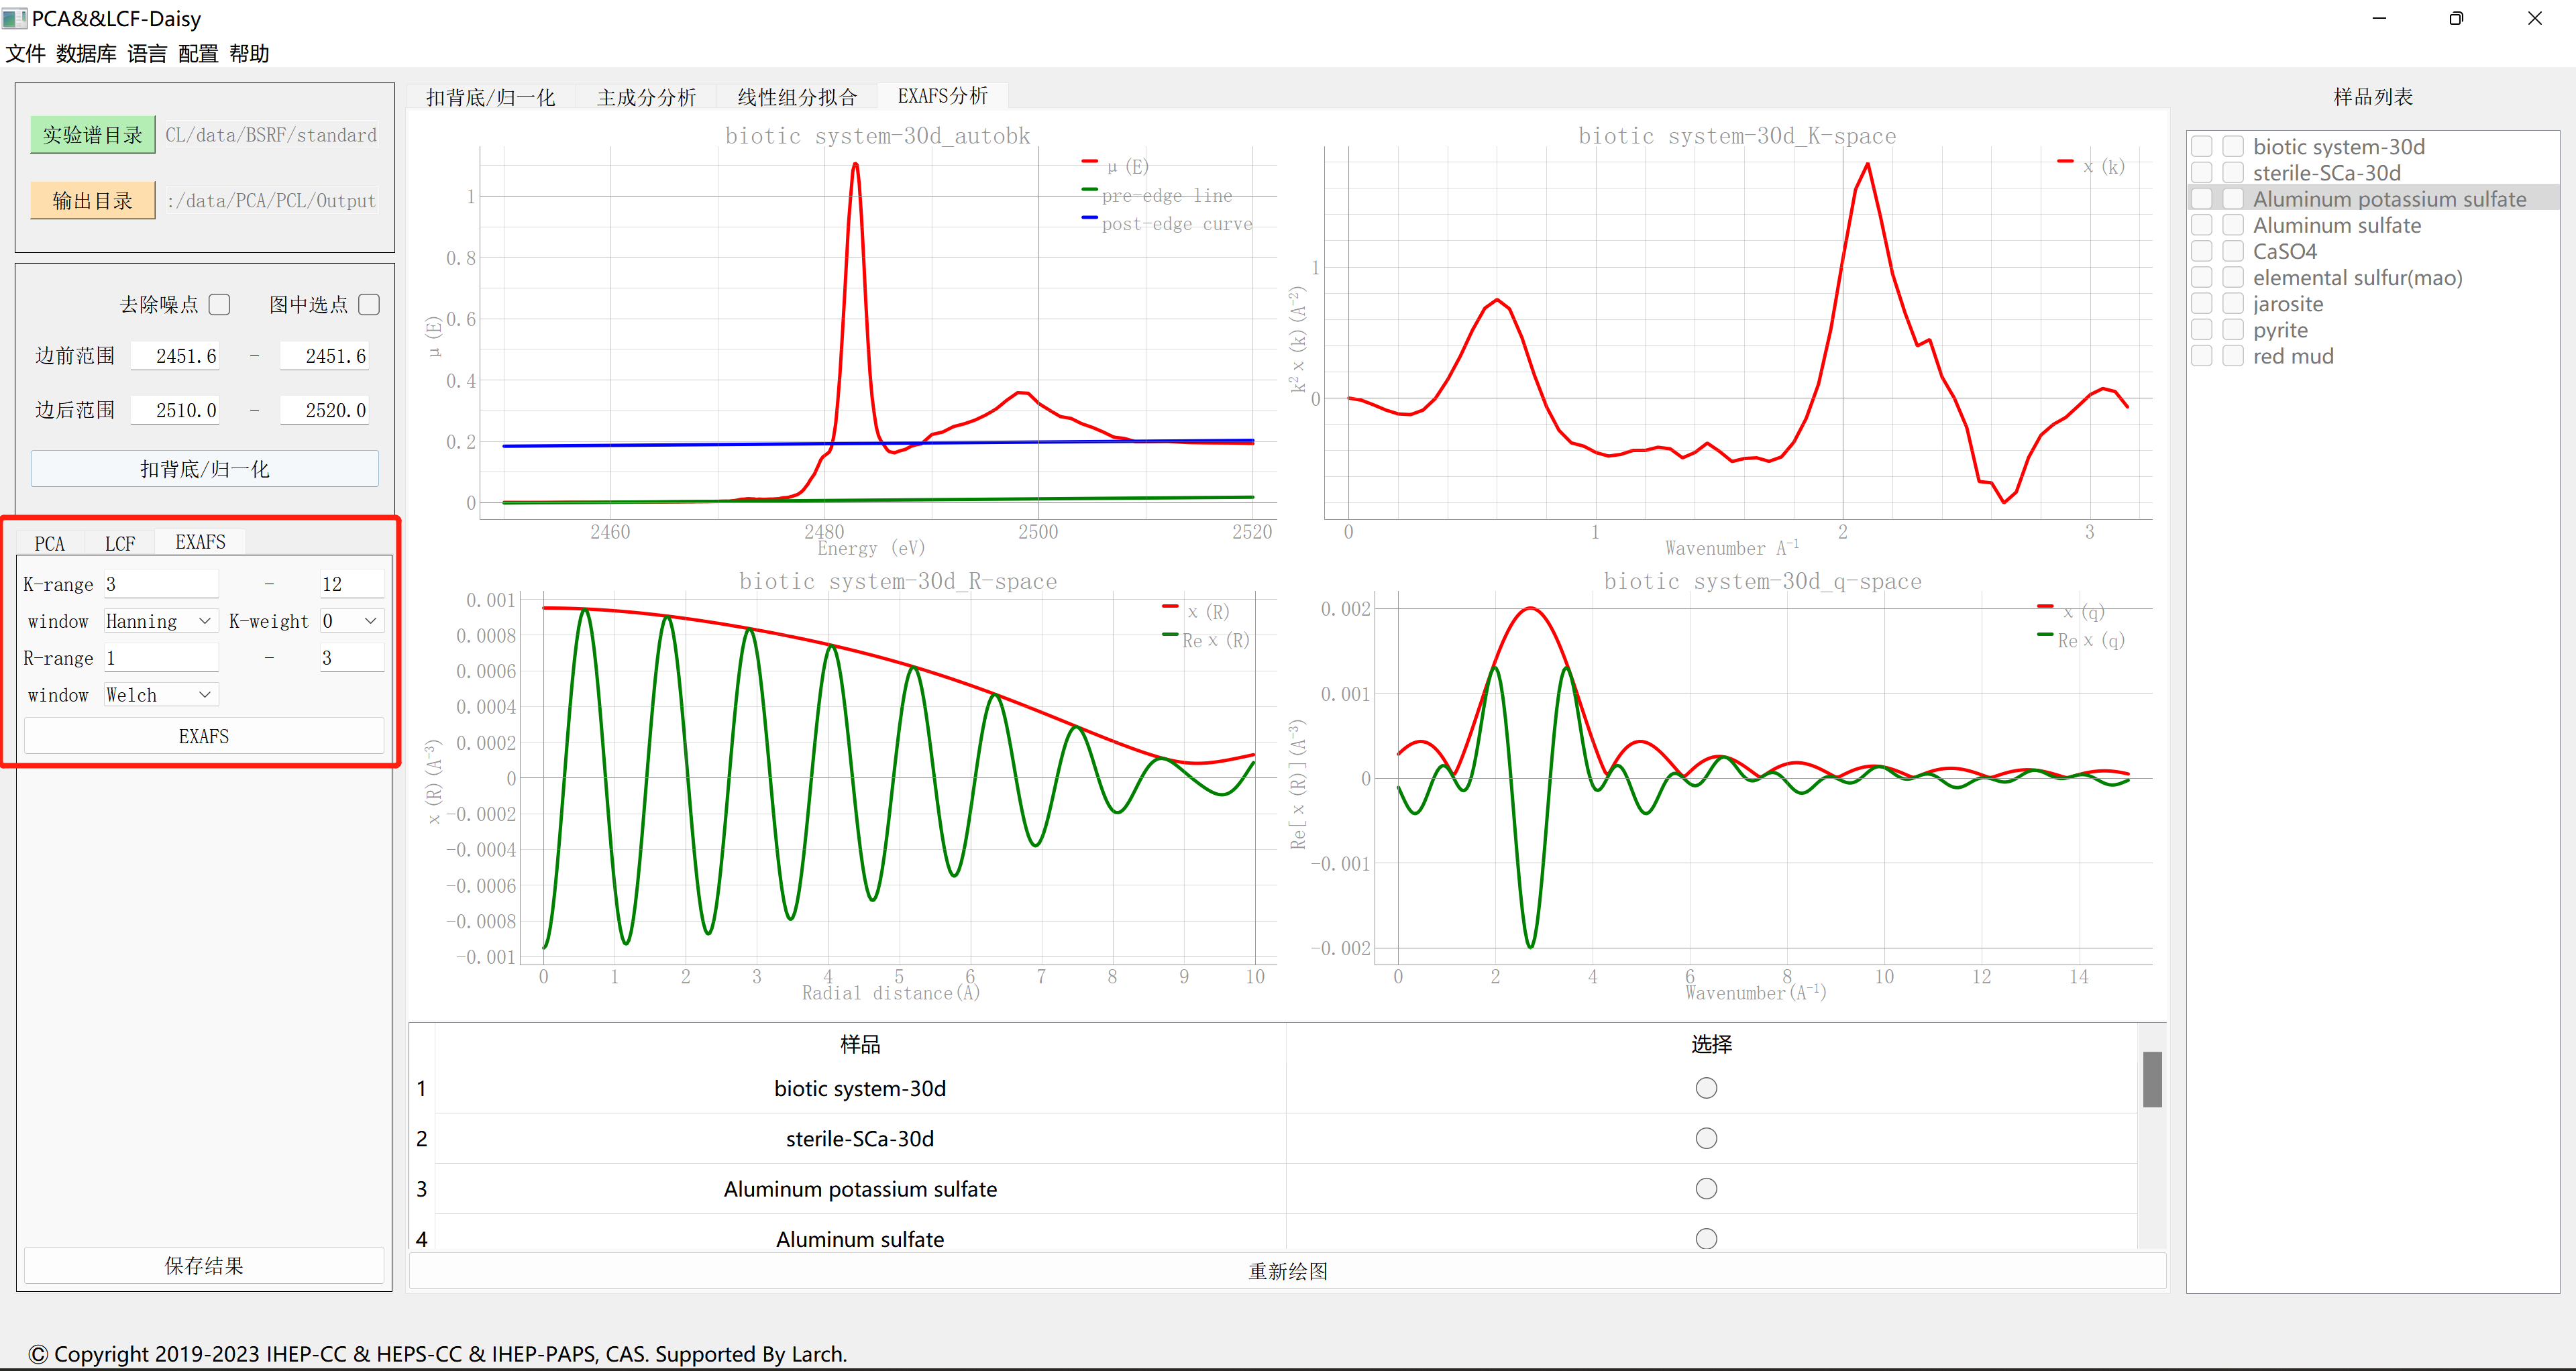 PCA&&LCF-Daisy
文件 数据库 语言 配置 帮助
实验谱目录 CL/data/BSRF/standard
输出目录 :/data/PCA/PCL/Output
去除噪点 图中选点
边前范围 2451.6 - 2451.6
边后范围 2510.0 - 2520.0
扣背底/归一化
PCA LCF EXAFS
K-range 3 - 12
window Hanning K-weight 0
R-range 1 - 3
window Welch
EXAFS
保存结果
扣背底/归一化 主成分分析 线性组分拟合 EXAFS分析
biotic system-30d_autobk
μ(E)
pre-edge line
post-edge curve
1
0.8
0.6
0.4
0.2
0
μ(E)
2460 2480 2500 2520
Energy (eV)
biotic system-30d_K-space
χ(k)
1
0
k²χ(k)(A⁻²)
0 1 2 3
Wavenumber A⁻¹
biotic system-30d_R-space
χ(R)
Reχ(R)
0.001
0.0008
0.0006
0.0004
0.0002
0
-0.0002
-0.0004
-0.0006
-0.0008
-0.001
χ(R)(A⁻³)
0 1 2 3 4 5 6 7 8 9 10
Radial distance(A)
biotic system-30d_q-space
χ(q)
Reχ(q)
0.002
0.001
0
-0.001
-0.002
Re[χ(R)](A⁻³)
0 2 4 6 8 10 12 14
Wavenumber(A⁻¹)
样品 选择
1 biotic system-30d
2 sterile-SCa-30d
3 Aluminum potassium sulfate
4 Aluminum sulfate
重新绘图
样品列表
biotic system-30d
sterile-SCa-30d
Aluminum potassium sulfate
Aluminum sulfate
CaSO4
elemental sulfur(mao)
jarosite
pyrite
red mud
© Copyright 2019-2023 IHEP-CC & HEPS-CC & IHEP-PAPS, CAS. Supported By Larch.